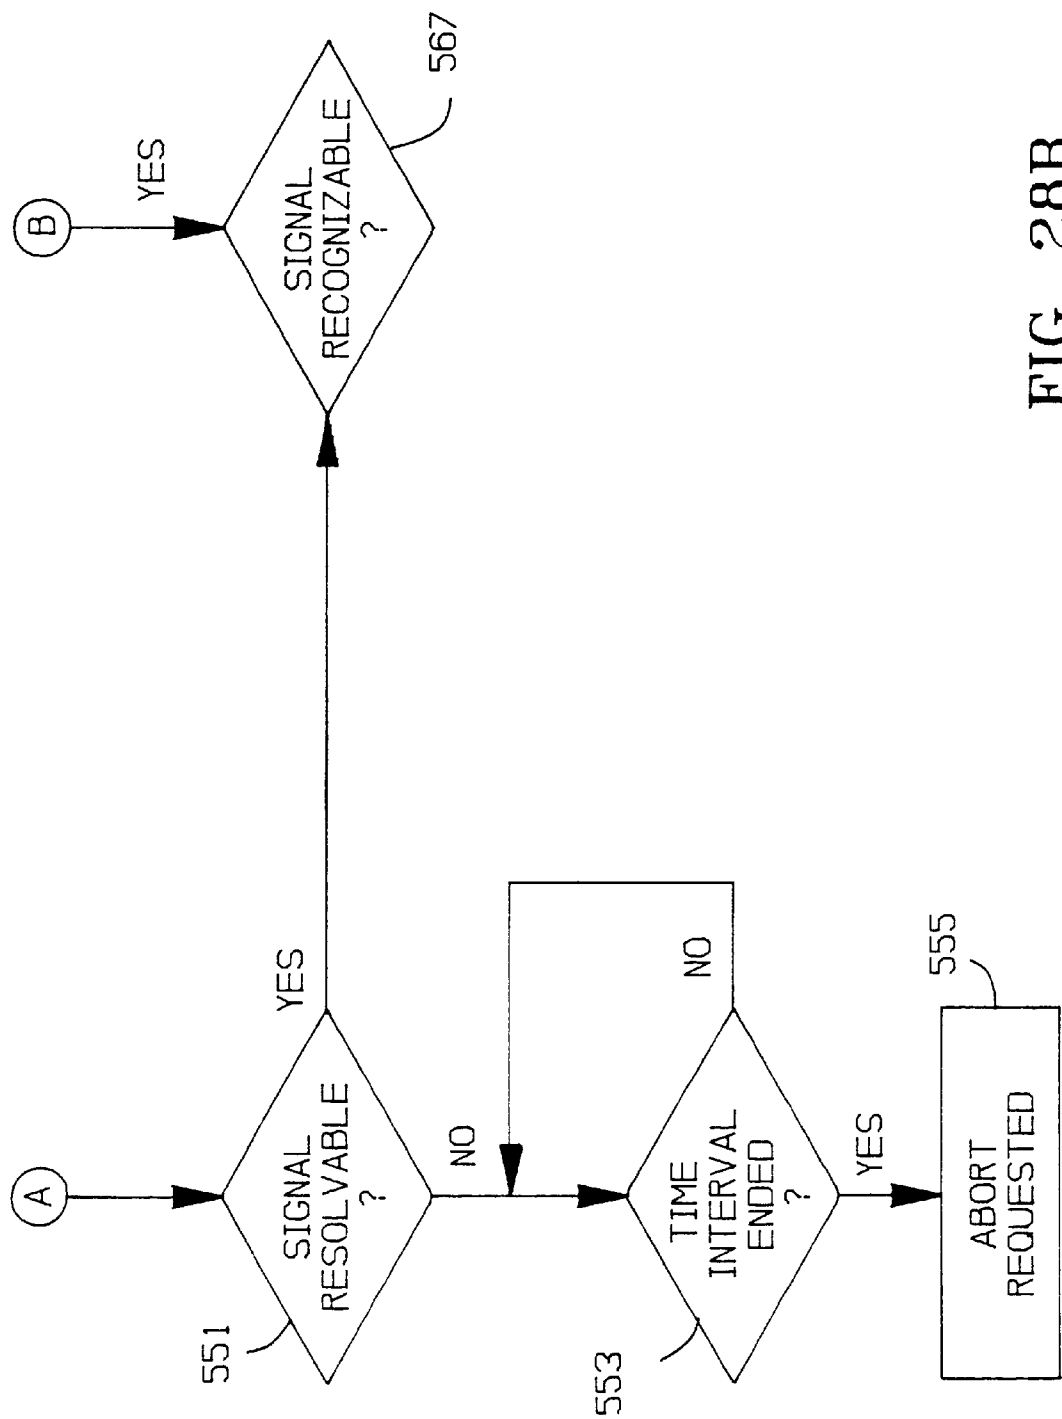 A
SIGNAL
RESOLVABLE
?
551
YES
NO
TIME
INTERVAL
ENDED
?
553
NO
YES
ABORT
REQUESTED
555
B
YES
SIGNAL
RECOGNIZABLE
?
567
FIG 28B